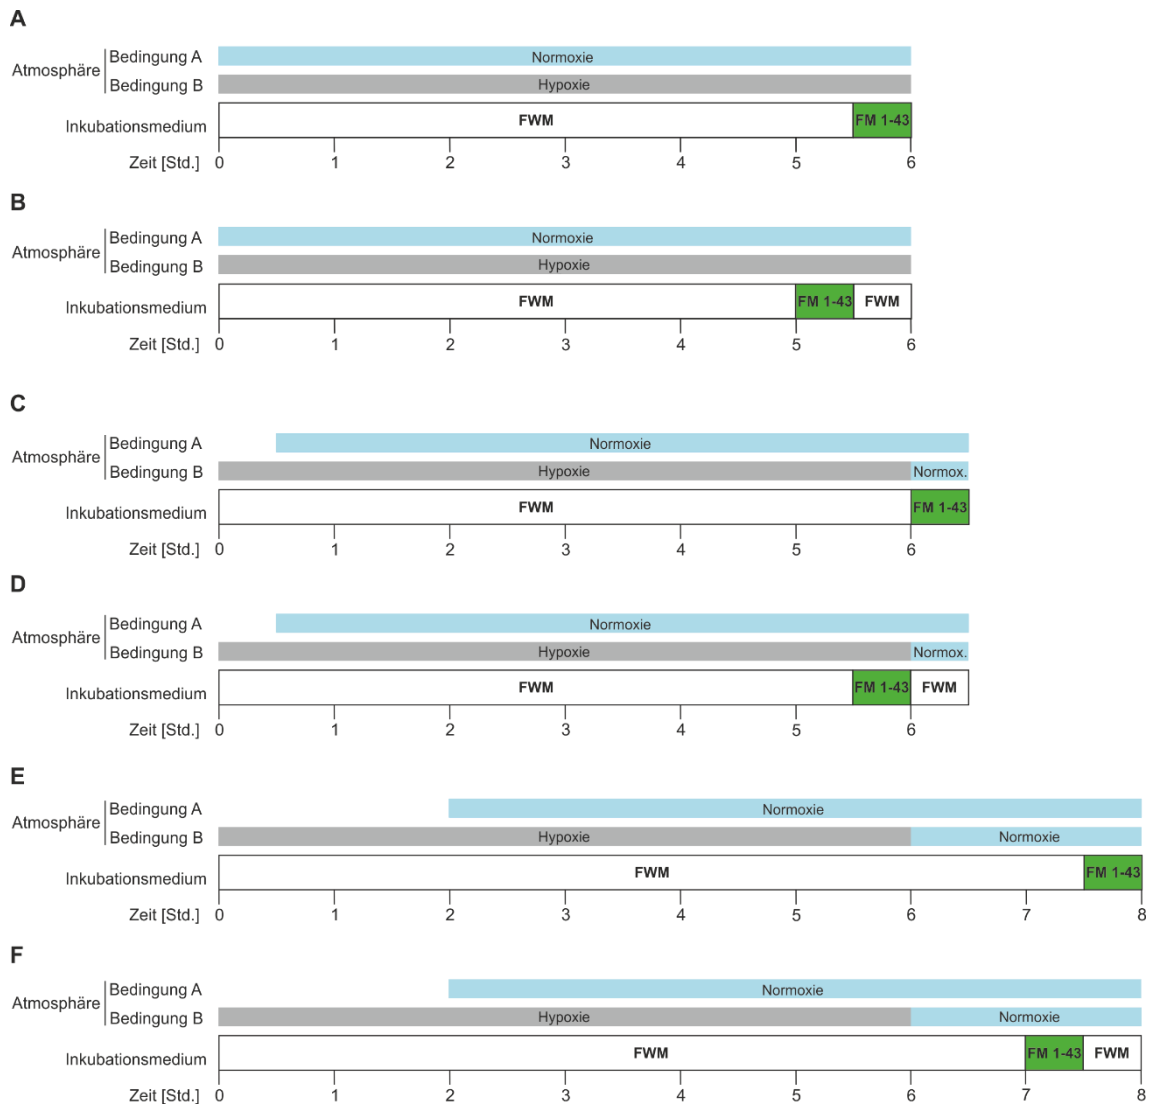 A
Atmosphäre Bedingung A Normoxie
Bedingung B Hypoxie
Inkubationsmedium FWM FM 1-43
Zeit [Std.] 0 1 2 3 4 5 6
B
Atmosphäre Bedingung A Normoxie
Bedingung B Hypoxie
Inkubationsmedium FWM FM 1-43 FWM
Zeit [Std.] 0 1 2 3 4 5 6
C
Atmosphäre Bedingung A Normoxie
Bedingung B Hypoxie Normox.
Inkubationsmedium FWM FM 1-43
Zeit [Std.] 0 1 2 3 4 5 6
D
Atmosphäre Bedingung A Normoxie
Bedingung B Hypoxie Normox.
Inkubationsmedium FWM FM 1-43 FWM
Zeit [Std.] 0 1 2 3 4 5 6
E
Atmosphäre Bedingung A Normoxie
Bedingung B Hypoxie Normoxie
Inkubationsmedium FWM FM 1-43
Zeit [Std.] 0 1 2 3 4 5 6 7 8
F
Atmosphäre Bedingung A Normoxie
Bedingung B Hypoxie Normoxie
Inkubationsmedium FWM FM 1-43 FWM
Zeit [Std.] 0 1 2 3 4 5 6 7 8